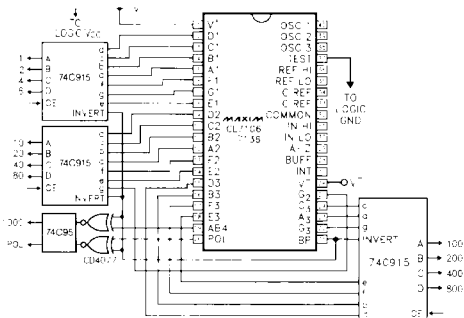 TO
LOGIC VCC
V
1
2
4
8
A
B
C
D
OE
74C915
INVERT
10
20
40
80
A
B
C
D
OE
74C915
INVERT
1000
POL
74C95
CD4077
V+
D1
C1
B1
A1
F1
G1
E1
D2
C2
B2
A2
F2
E2
D3
B3
F3
E3
AB4
POL
MAXIM
OSC 1
OSC 2
OSC 3
TEST
REF HI
REF LO
C REF
C REF
COMMON
IN HI
IN LO
A-Z
BUFF
INT
V-
G2
C3
A3
G3
BP
TO
LOGIC
GND
V-
c
a
g
INVERT
74C915
A
B
C
D
100
200
400
800
e
f
b
d
OE